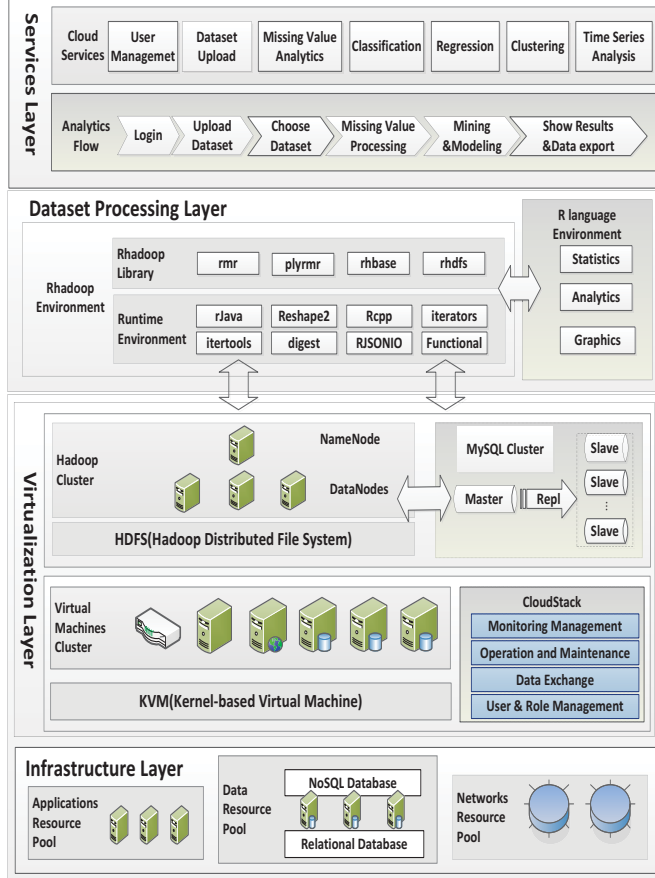 Services Layer
Cloud
Services
User
Managemet
Dataset
Upload
Missing Value
Analytics
Classification
Regression
Clustering
Time Series
Analysis
Analytics
Flow
Login
Upload
Dataset
Choose
Dataset
Missing Value
Processing
Mining
&Modeling
Show Results
&Data export
Dataset Processing Layer
Rhadoop
Environment
Rhadoop
Library
rmr
plyrmr
rhbase
rhdfs
Runtime
Environment
rJava
Reshape2
Rcpp
iterators
itertools
digest
RJSONIO
Functional
R language
Environment
Statistics
Analytics
Graphics
Virtualization Layer
Hadoop
Cluster
NameNode
DataNodes
HDFS(Hadoop Distributed File System)
MySQL Cluster
Master
Repl
Slave
Slave
...
Slave
Virtual
Machines
Cluster
KVM(Kernel-based Virtual Machine)
CloudStack
Monitoring Management
Operation and Maintenance
Data Exchange
User & Role Management
Infrastructure Layer
Applications
Resource
Pool
Data
Resource
Pool
NoSQL Database
Relational Database
Networks
Resource
Pool